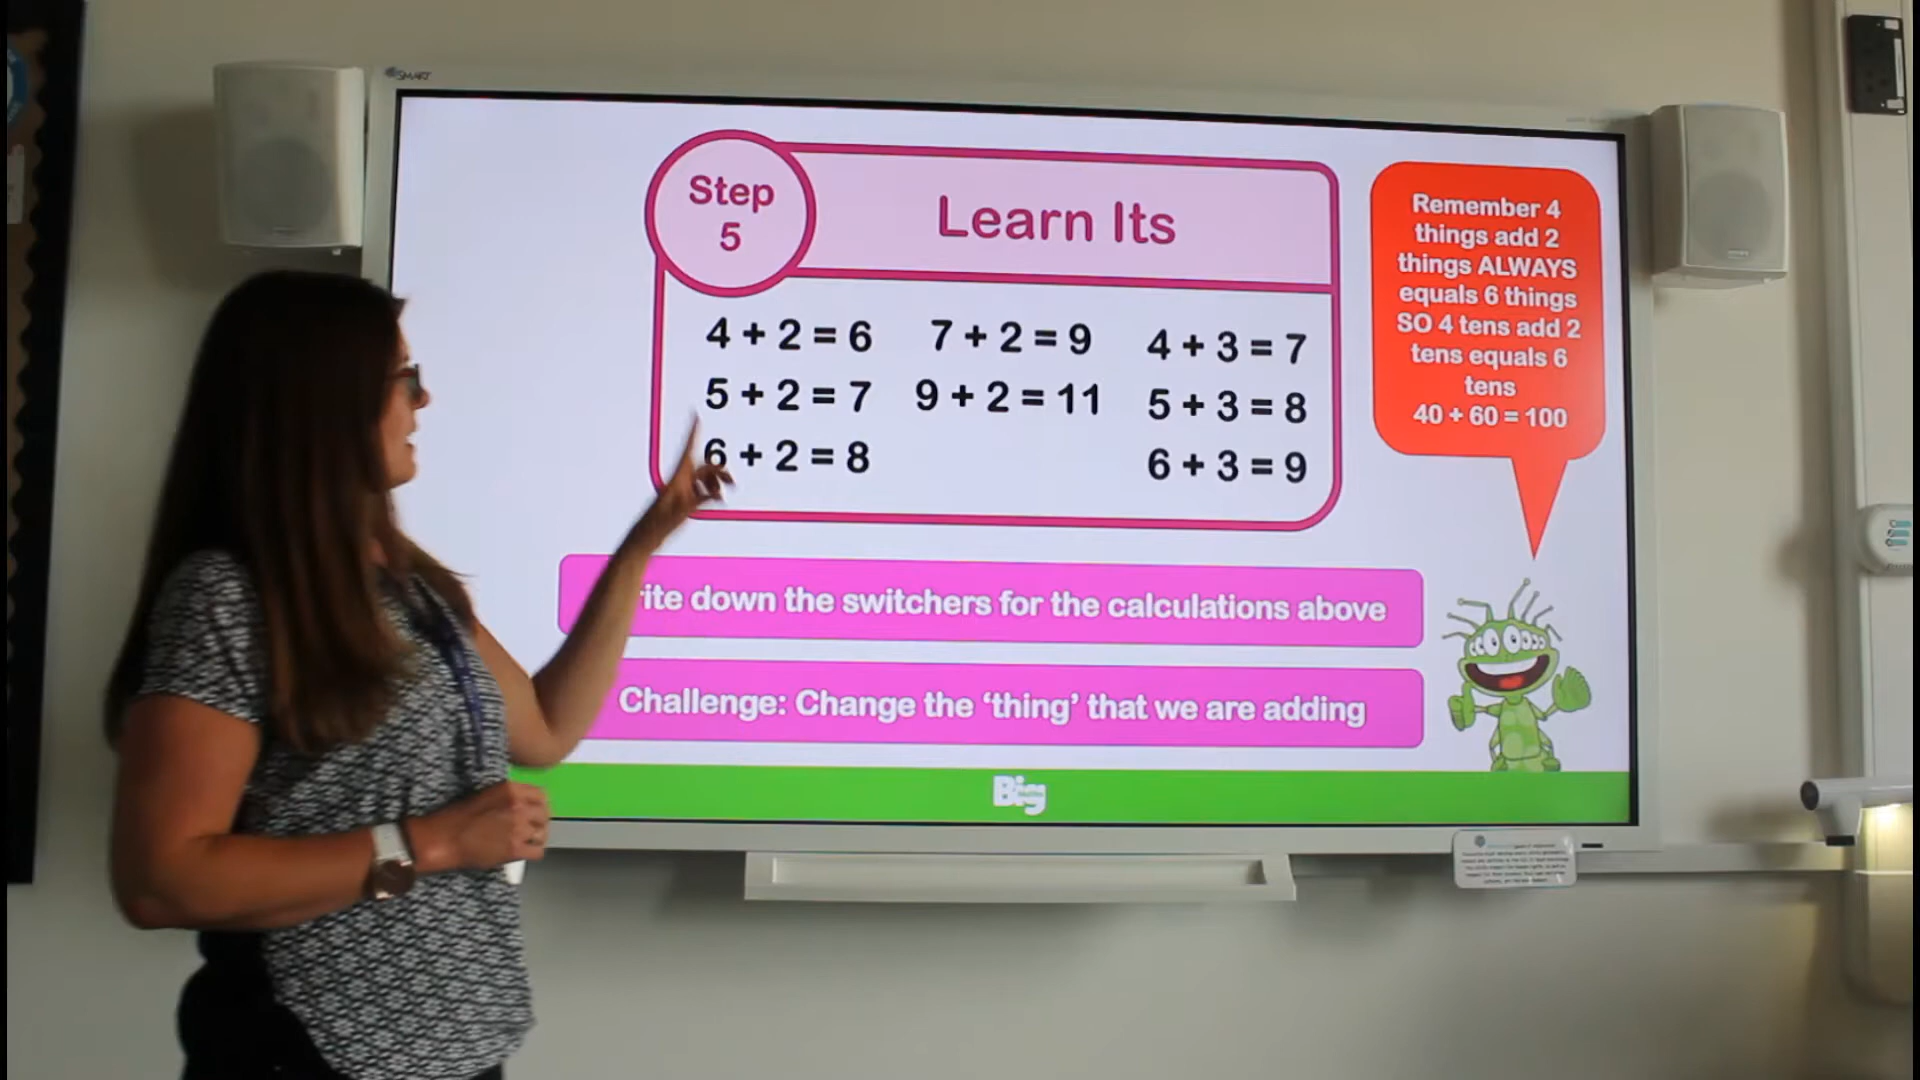 SMART
Step
5
Learn Its
4 + 2 = 6
7 + 2 = 9
4 + 3 = 7
5 + 2 = 7
9 + 2 = 11
5 + 3 = 8
6 + 2 = 8
6 + 3 = 9
Remember 4
things add 2
things ALWAYS
equals 6 things
SO 4 tens add 2
tens equals 6
tens
40 + 60 = 100
rite down the switchers for the calculations above
Challenge: Change the ‘thing’ that we are adding
Big